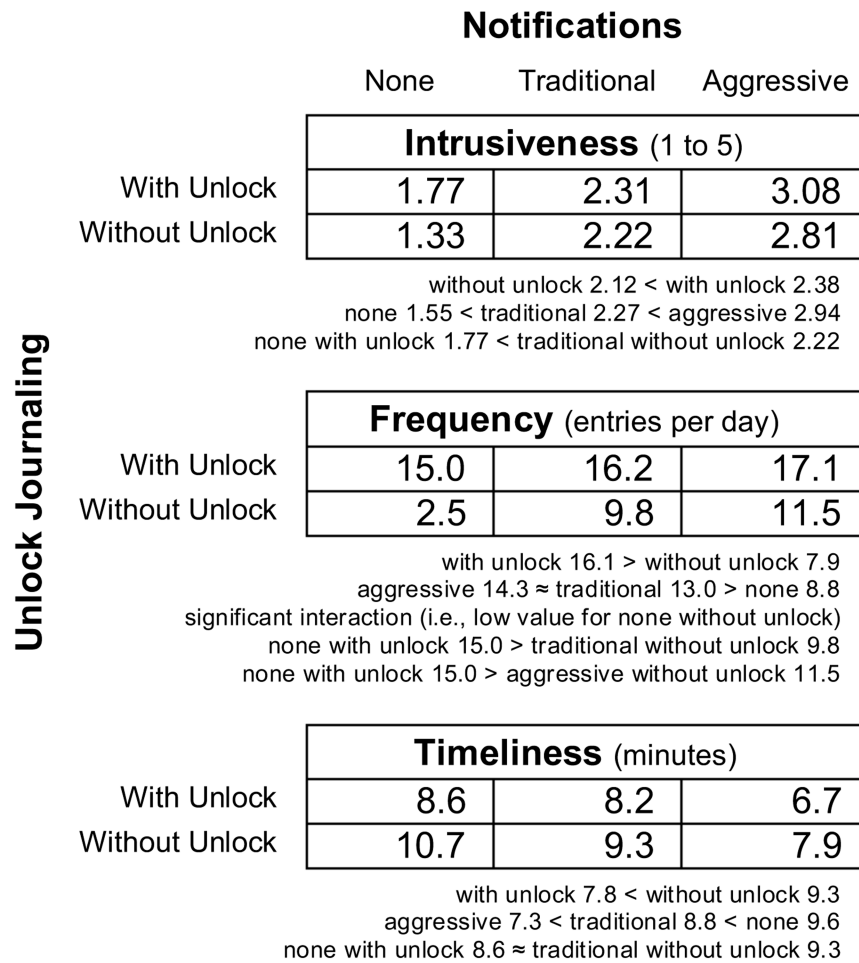 Notifications
None Traditional Aggressive
Intrusiveness (1 to 5)
With Unlock 1.77 2.31 3.08
Without Unlock 1.33 2.22 2.81
without unlock 2.12 < with unlock 2.38
none 1.55 < traditional 2.27 < aggressive 2.94
none with unlock 1.77 < traditional without unlock 2.22
Unlock Journaling
Frequency (entries per day)
With Unlock 15.0 16.2 17.1
Without Unlock 2.5 9.8 11.5
with unlock 16.1 > without unlock 7.9
aggressive 14.3 ≈ traditional 13.0 > none 8.8
significant interaction (i.e., low value for none without unlock)
none with unlock 15.0 > traditional without unlock 9.8
none with unlock 15.0 > aggressive without unlock 11.5
Timeliness (minutes)
With Unlock 8.6 8.2 6.7
Without Unlock 10.7 9.3 7.9
with unlock 7.8 < without unlock 9.3
aggressive 7.3 < traditional 8.8 < none 9.6
none with unlock 8.6 ≈ traditional without unlock 9.3